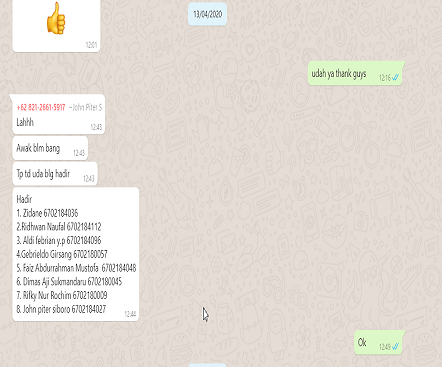 12:01
13/04/2020
udah ya thank guys 12:16
+62 821-2861-5917 ~John Piter S
Lahhh 12:43
Awak blm bang 12:43
Tp td uda blg hadir 12:43
Hadir
1. Zidane 6702184036
2.Ridhwan Naufal 6702184112
3. Aldi febrian y.p 6702184096
4.Gebrieldo Girsang 6702180057
5. Faiz Abdurrahman Mustofa 6702184048
6. Dimas Aji Sukmandaru 6702180045
7. Rifky Nur Rochim 6702180009
8. John piter siboro 6702184027
12:44
Ok 12:49